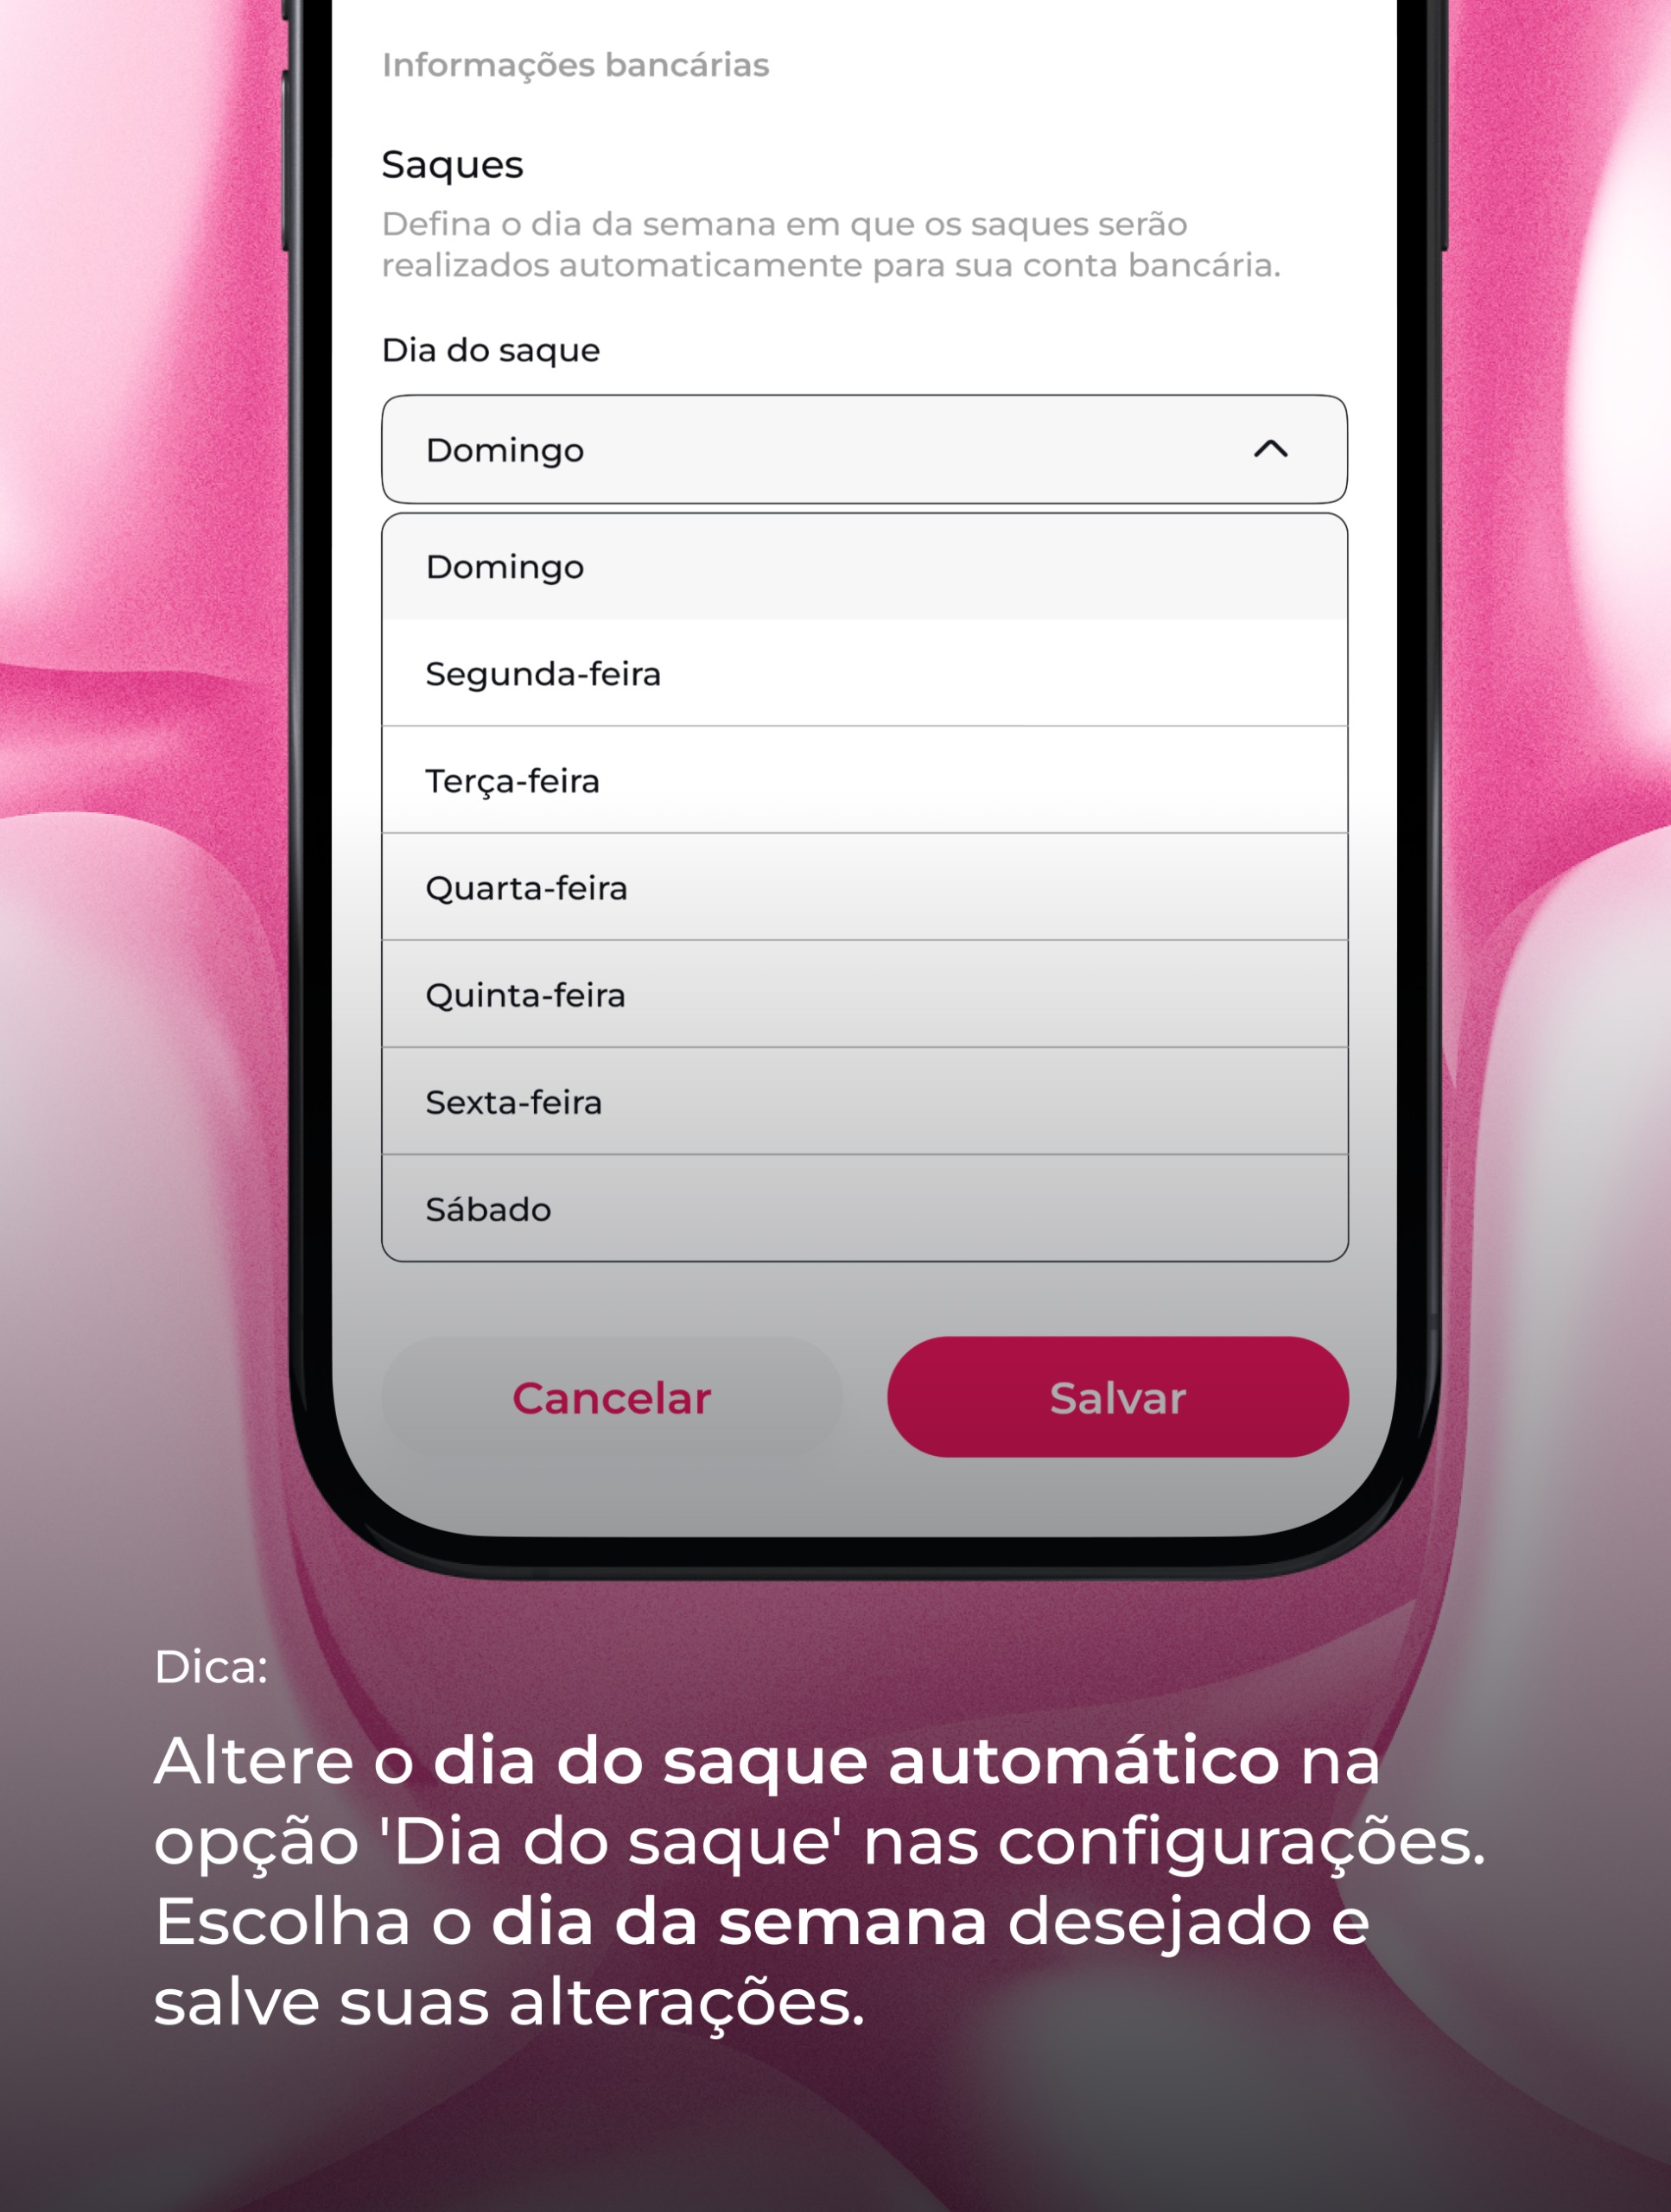 Informações bancárias
Saques
Defina o dia da semana em que os saques serão
realizados automaticamente para sua conta bancária.
Dia do saque
Domingo
Domingo
Segunda-feira
Terça-feira
Quarta-feira
Quinta-feira
Sexta-feira
Sábado
Cancelar
Salvar
Dica:
Altere o dia do saque automático na
opção 'Dia do saque' nas configurações.
Escolha o dia da semana desejado e
salve suas alterações.